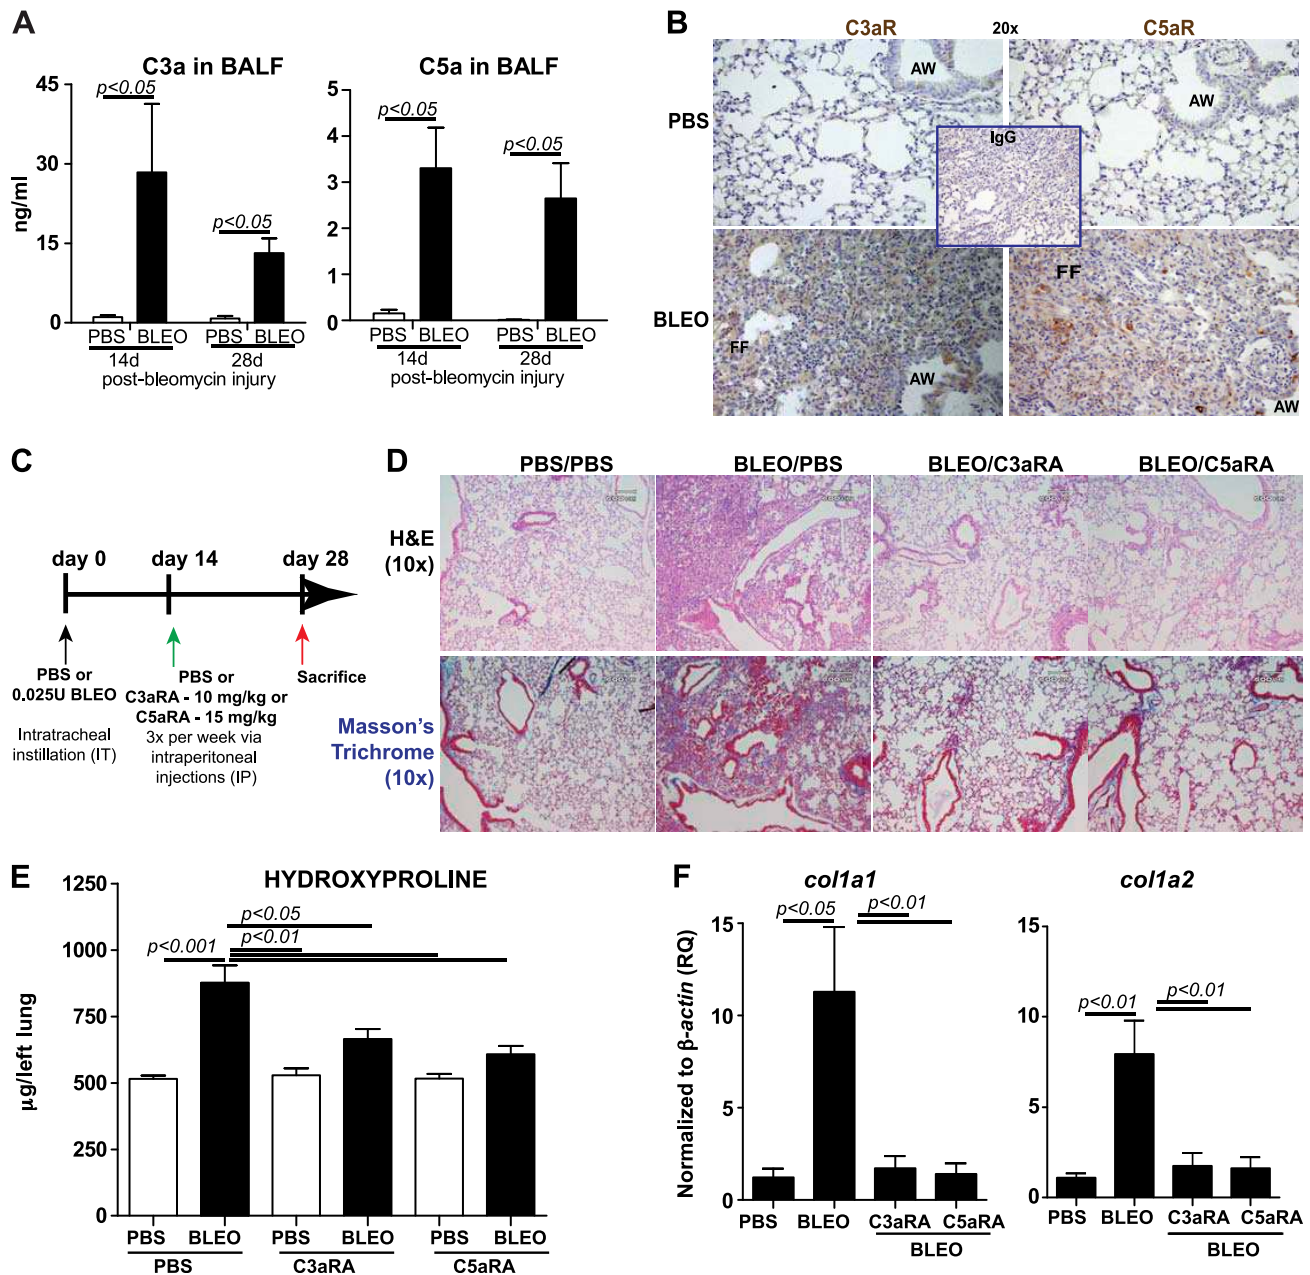 A
C3a in BALF
C5a in BALF
45
30
15
0
ng/ml
p<0.05
p<0.05
PBS BLEO
PBS BLEO
14d
28d
post-bleomycin injury
5
4
3
2
1
0
p<0.05
p<0.05
PBS BLEO
PBS BLEO
14d
28d
post-bleomycin injury
B
C3aR
20x
C5aR
PBS
BLEO
AW
AW
IgG
FF
AW
FF
AW
C
day 0
day 14
day 28
PBS or
0.025U BLEO
Intratracheal
instillation (IT)
PBS or
C3aRA - 10 mg/kg or
C5aRA - 15 mg/kg
3x per week via
intraperitoneal
injections (IP)
Sacrifice
D
PBS/PBS
BLEO/PBS
BLEO/C3aRA
BLEO/C5aRA
H&E
(10x)
Masson's
Trichrome
(10x)
E
HYDROXYPROLINE
1250
1000
750
500
250
0
µg/left lung
p<0.05
p<0.001
p<0.01
PBS
BLEO
PBS
BLEO
PBS
BLEO
PBS
C3aRA
C5aRA
F
col1a1
col1a2
Normalized to β-actin (RQ)
15
10
5
0
p<0.05
p<0.01
PBS
BLEO
C3aRA
C5aRA
BLEO
15
10
5
0
p<0.01
p<0.01
PBS
BLEO
C3aRA
C5aRA
BLEO